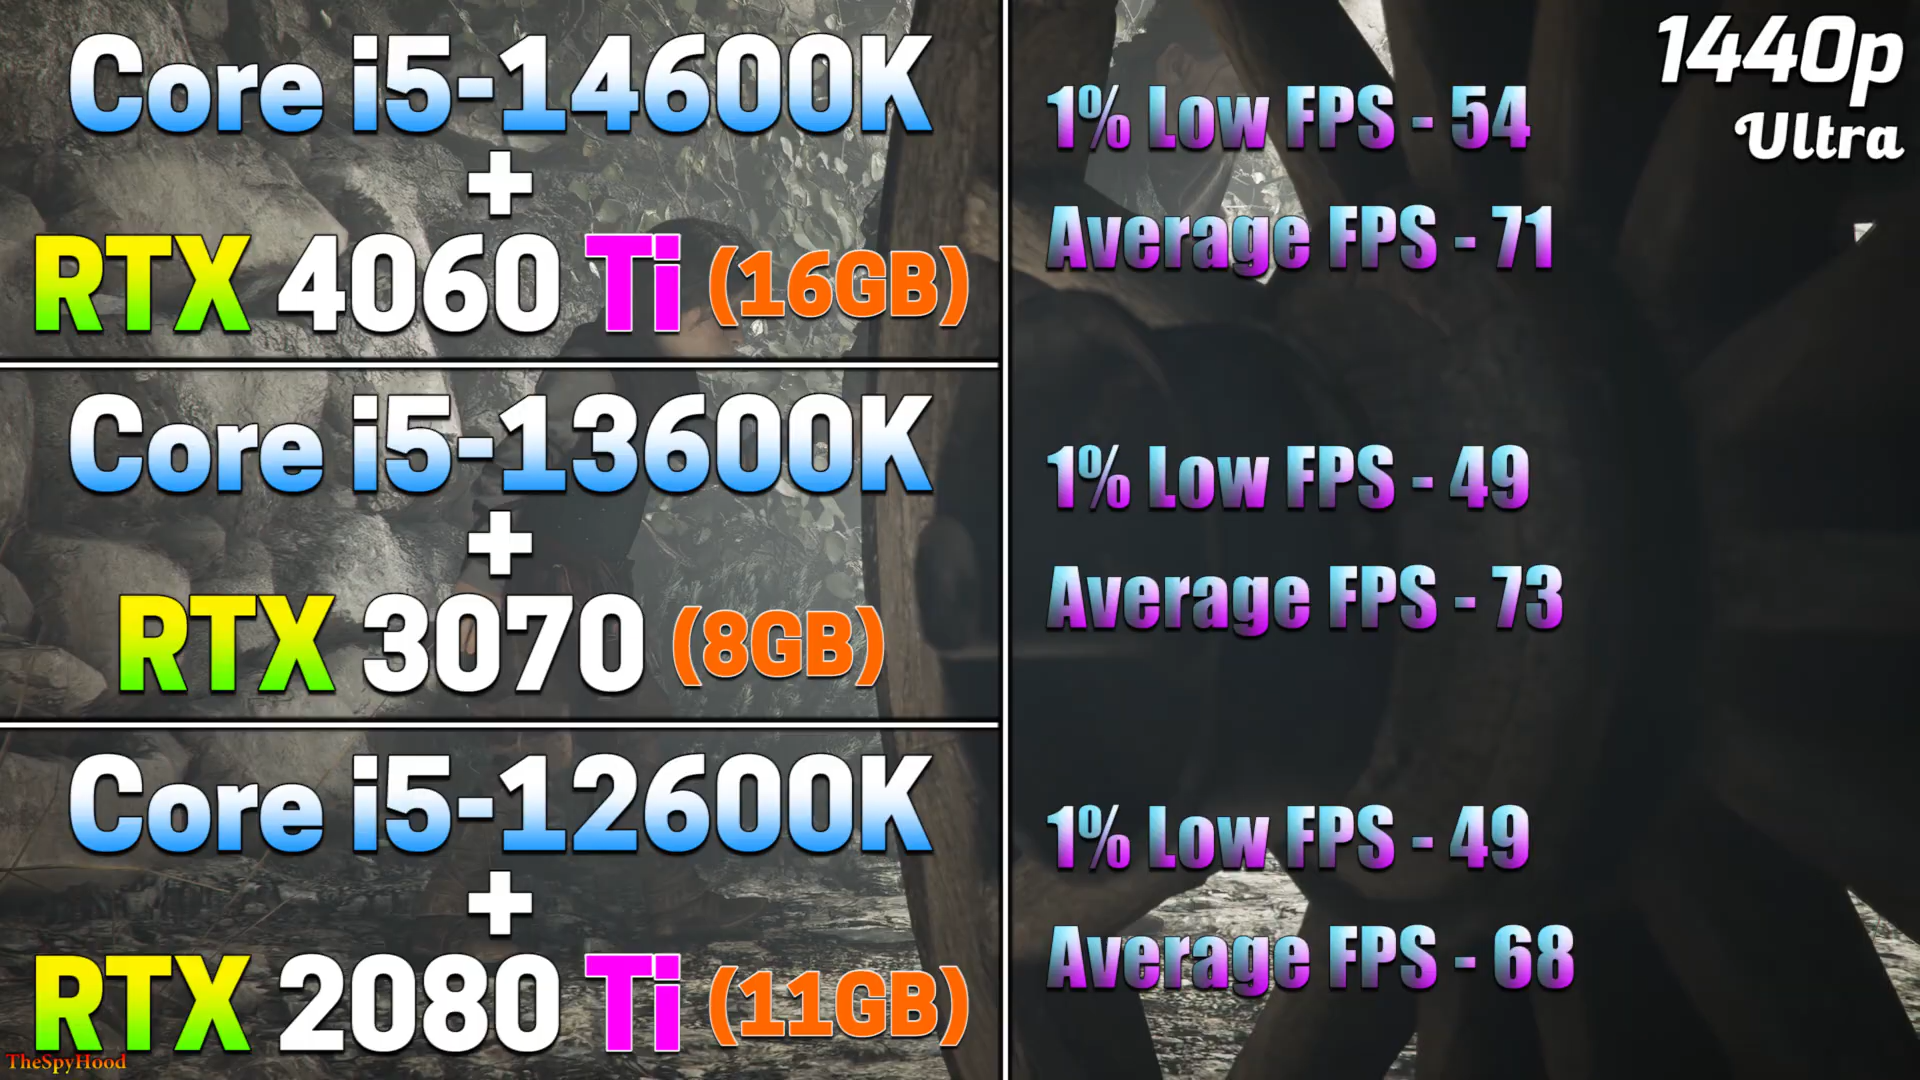 Core i5-14600K
+
RTX 4060 Ti (16GB)
1% Low FPS - 54
Average FPS - 71
1440p
Ultra
Core i5-13600K
+
RTX 3070 (8GB)
1% Low FPS - 49
Average FPS - 73
Core i5-12600K
+
RTX 2080 Ti (11GB)
1% Low FPS - 49
Average FPS - 68
TheSpyHood